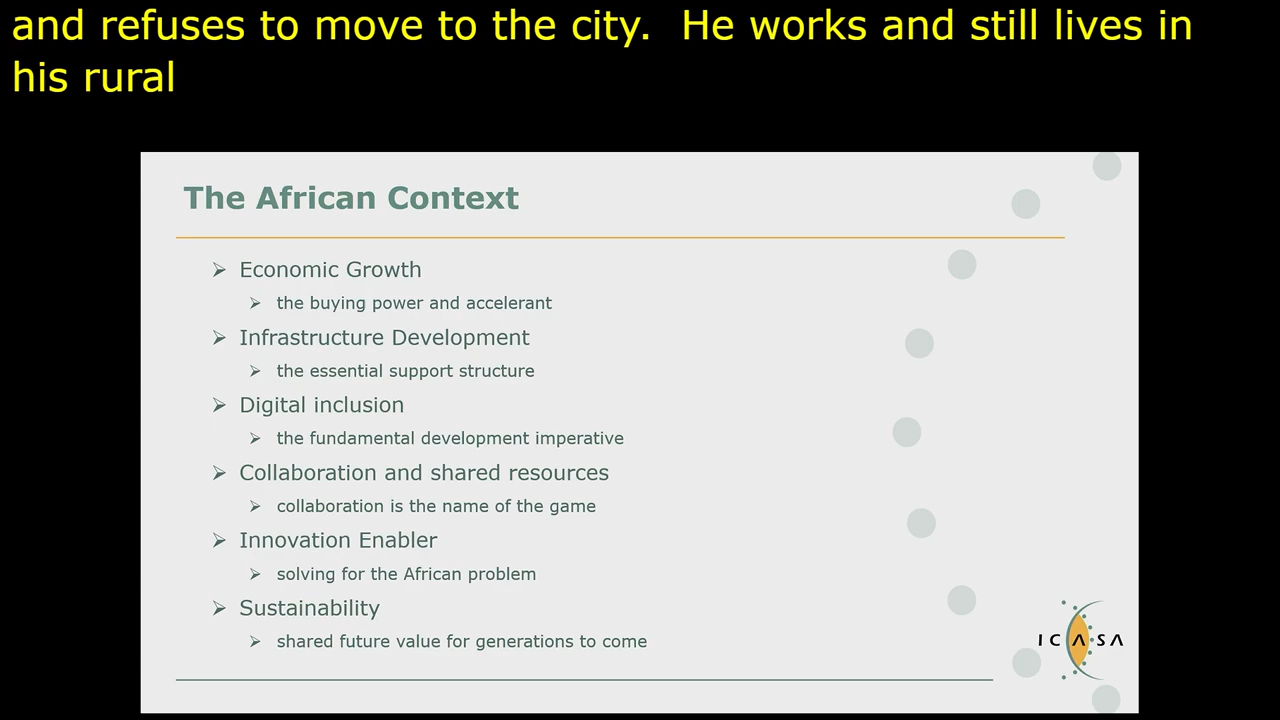 and refuses to move to the city.  He works and still lives in
his rural
The African Context
➢ Economic Growth
➢ the buying power and accelerant
➢ Infrastructure Development
➢ the essential support structure
➢ Digital inclusion
➢ the fundamental development imperative
➢ Collaboration and shared resources
➢ collaboration is the name of the game
➢ Innovation Enabler
➢ solving for the African problem
➢ Sustainability
➢ shared future value for generations to come
ICASA